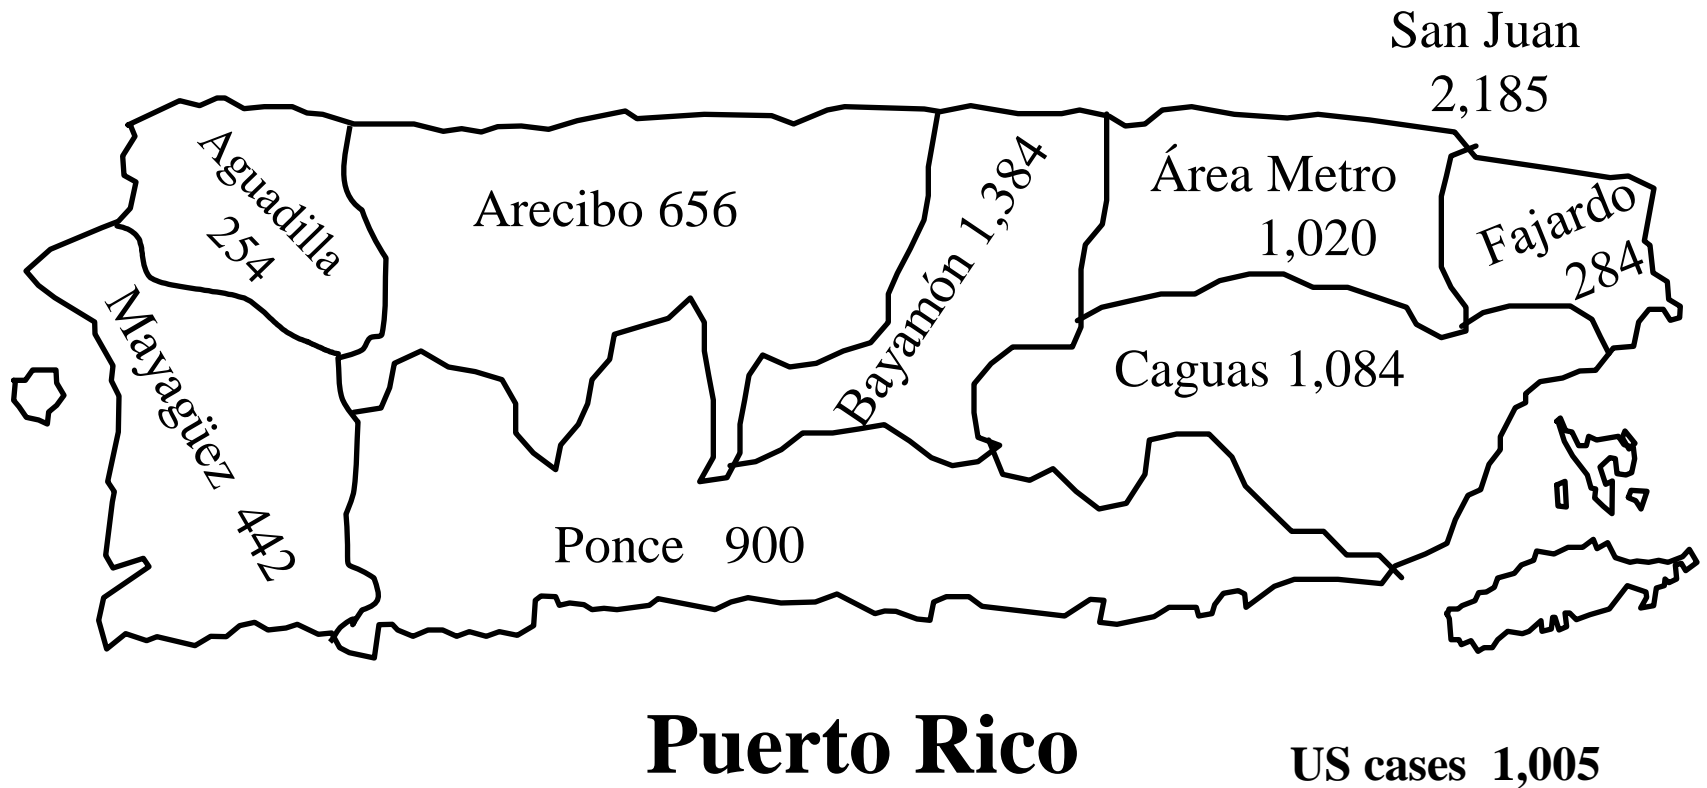 San Juan
2,185
Aguadilla
254
Arecibo 656
Bayamón 1,384
Área Metro
1,020
Fajardo
284
Mayagüez 442
Caguas 1,084
Ponce 900
Puerto Rico
US cases 1,005